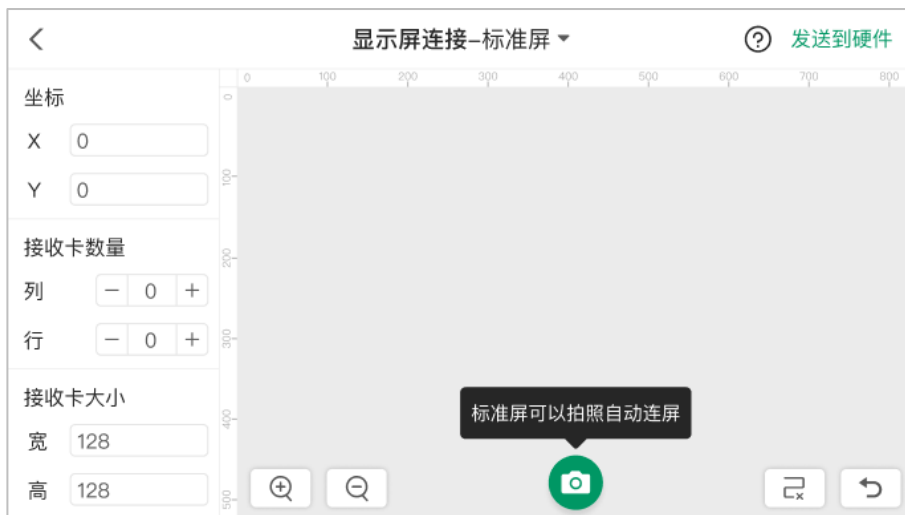 显示屏连接-标准屏
发送到硬件
0 100 200 300 400 500 600 700 800
0
100
200
300
400
500
坐标
X 0
Y 0
接收卡数量
列 − 0 +
行 − 0 +
接收卡大小
宽 128
高 128
标准屏可以拍照自动连屏